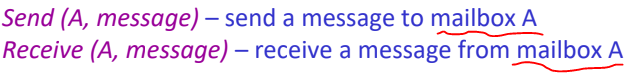 Send (A, message) – send a message to mailbox A
Receive (A, message) – receive a message from mailbox A